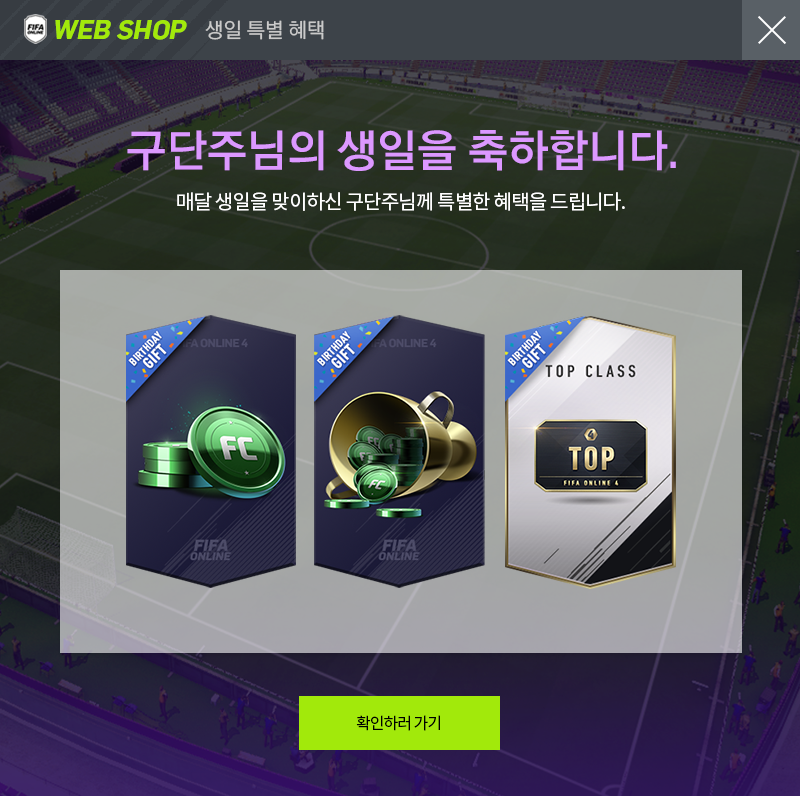 FIFA ONLINE WEB SHOP 생일 특별 혜택
구단주님의 생일을 축하합니다.
매달 생일을 맞이하신 구단주님께 특별한 혜택을 드립니다.
BIRTHDAY GIFT
FA ONLINE 4
FC
FIFA ONLINE
BIRTHDAY GIFT
FA ONLINE 4
FC
FIFA ONLINE
BIRTHDAY GIFT
TOP CLASS
TOP
FIFA ONLINE 4
확인하러 가기